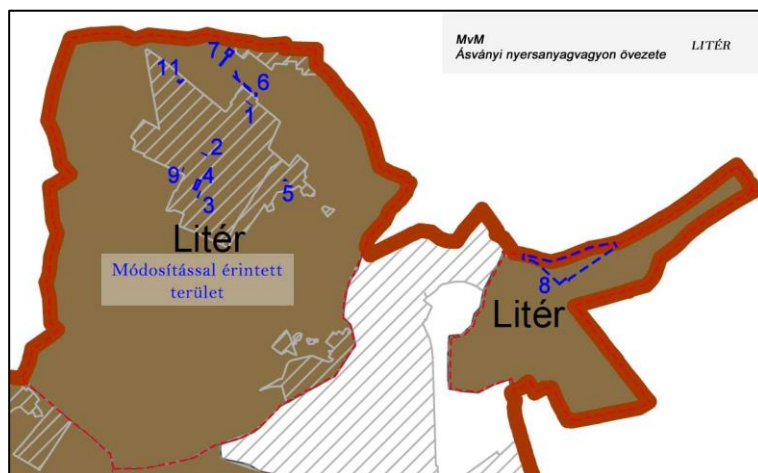 MvM
Ásványi nyersanyagvagyon övezete
LITÉR
7
11
6
1
2
9
4
5
3
Litér
Módosítással érintett
terület
8
Litér